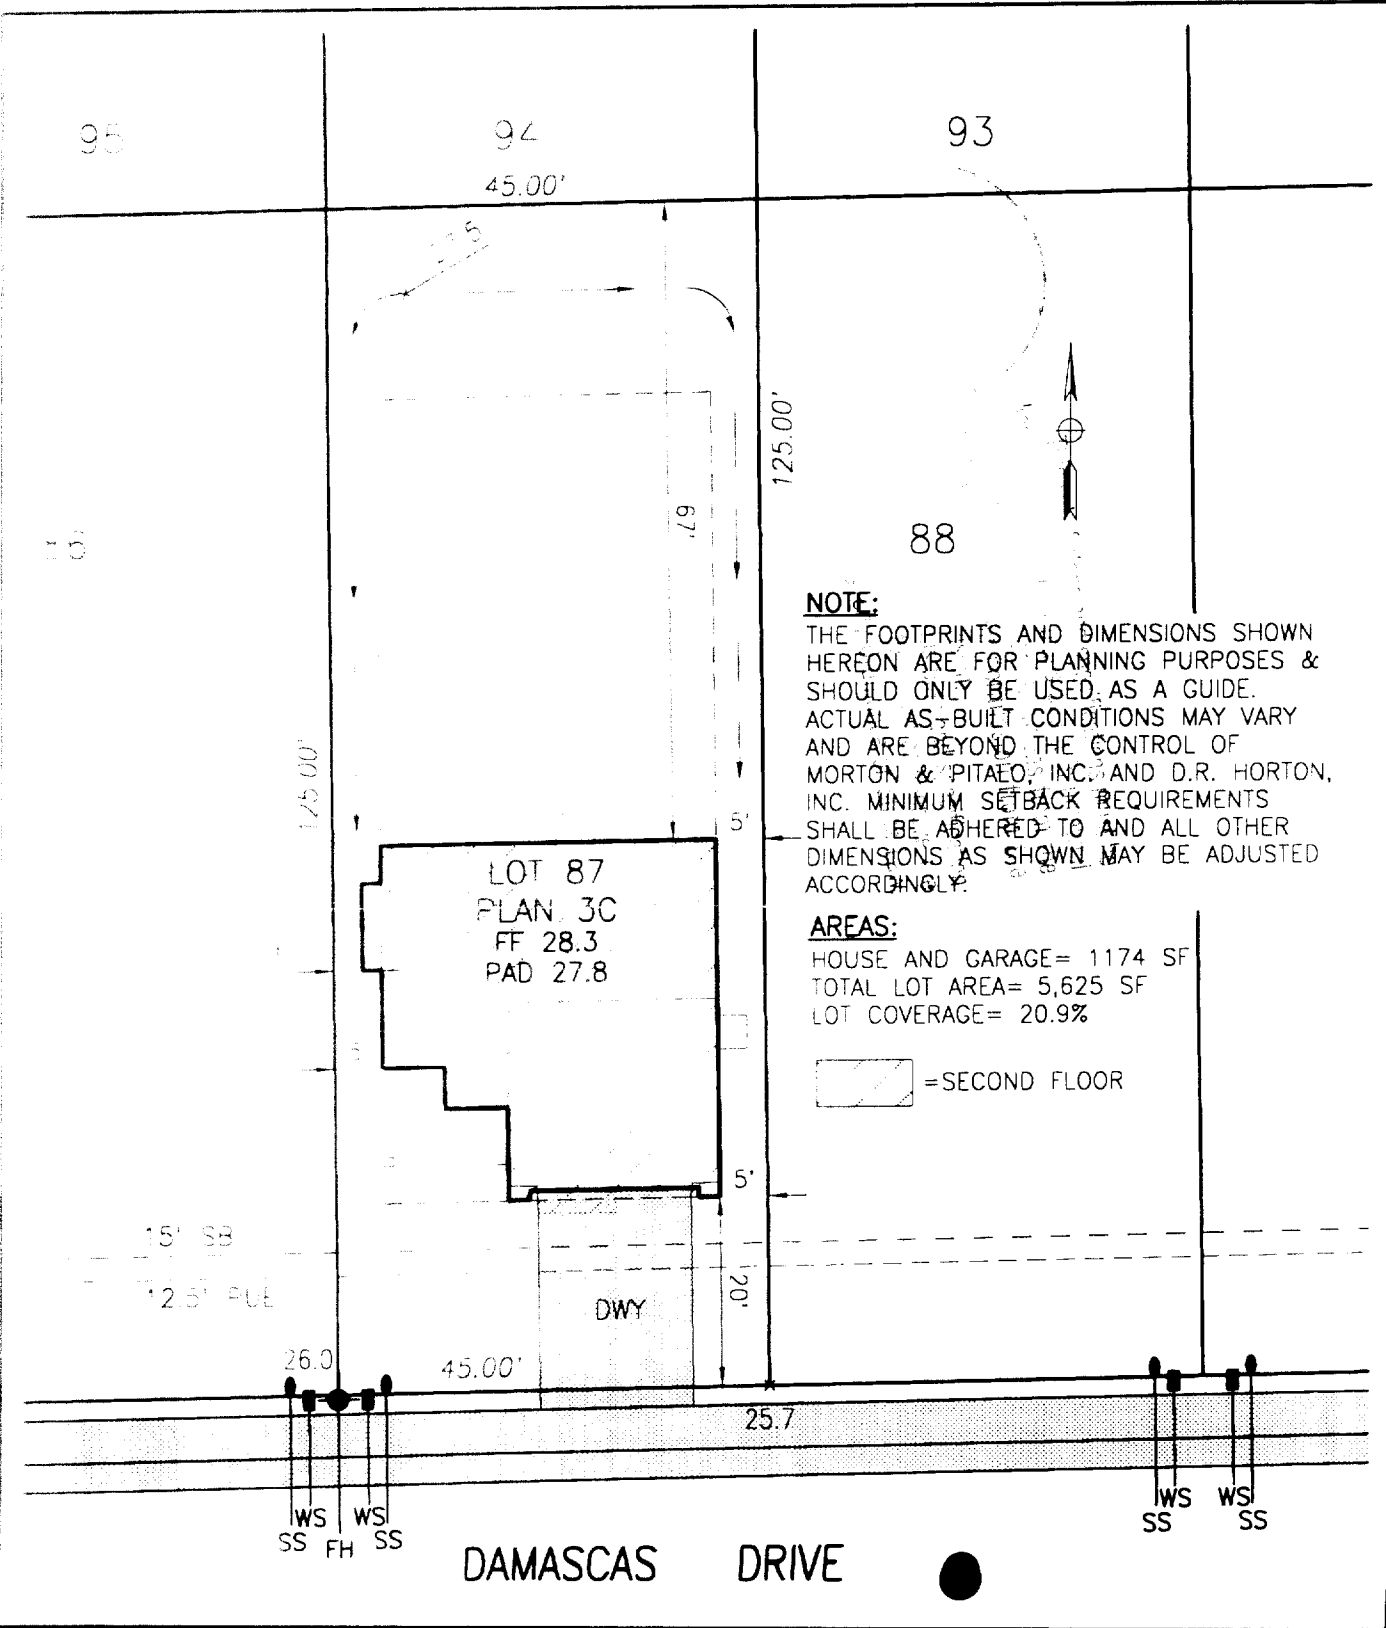 94
93
45.00'
125.00'
67'
88
NOTE:
THE FOOTPRINTS AND DIMENSIONS SHOWN
HEREON ARE FOR PLANNING PURPOSES &
SHOULD ONLY BE USED AS A GUIDE.
ACTUAL AS-BUILT CONDITIONS MAY VARY
AND ARE BEYOND THE CONTROL OF
MORTON & PITALO, INC. AND D.R. HORTON,
INC. MINIMUM SETBACK REQUIREMENTS
SHALL BE ADHERED TO AND ALL OTHER
DIMENSIONS AS SHOWN MAY BE ADJUSTED
ACCORDINGLY.
125.00'
5'
LOT 87
PLAN 3C
FF 28.3
PAD 27.8
AREAS:
HOUSE AND GARAGE= 1174 SF
TOTAL LOT AREA= 5,625 SF
LOT COVERAGE= 20.9%
=SECOND FLOOR
5'
15' SB
12.5' PUE
20'
DWY
26.0
45.00'
25.7
WS WS WS WS
SS FH SS SS SS
DAMASCAS DRIVE